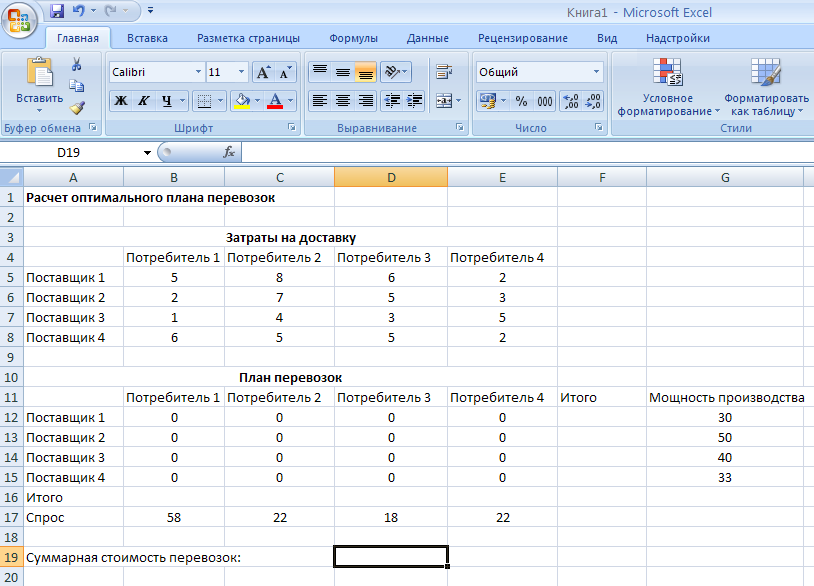 Книга1 - Microsoft Excel
Главная Вставка Разметка страницы Формулы Данные Рецензирование Вид Надстройки
Вставить
Calibri 11 A A
Ж К Ч A
Общий
% 000
,00 ,0 ,00
Условное форматирование
Форматировать как таблицу
Буфер обмена Шрифт Выравнивание Число Стили
D19 fx
A B C D E F G
1 Расчет оптимального плана перевозок
2
3 Затраты на доставку
4 Потребитель 1 Потребитель 2 Потребитель 3 Потребитель 4
5 Поставщик 1 5 8 6 2
6 Поставщик 2 2 7 5 3
7 Поставщик 3 1 4 3 5
8 Поставщик 4 6 5 5 2
9
10 План перевозок
11 Потребитель 1 Потребитель 2 Потребитель 3 Потребитель 4 Итого Мощность производства
12 Поставщик 1 0 0 0 0 30
13 Поставщик 2 0 0 0 0 50
14 Поставщик 3 0 0 0 0 40
15 Поставщик 4 0 0 0 0 33
16 Итого
17 Спрос 58 22 18 22
18
19 Суммарная стоимость перевозок:
20